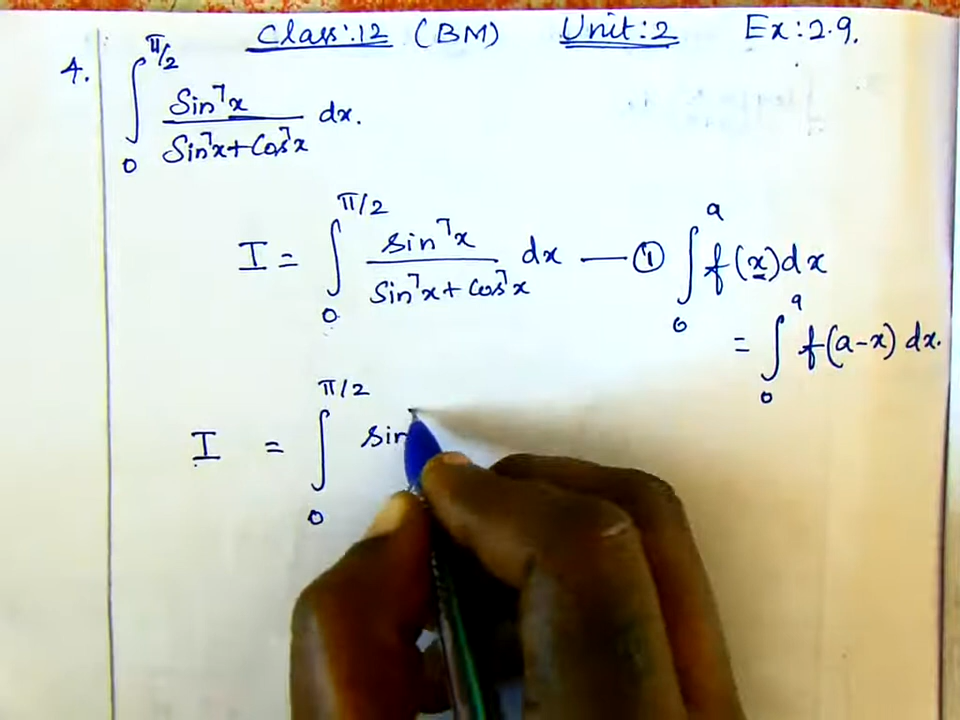 Class:.12 (BM) Unit:2 Ex:2.9.
4. ∫₀^(π/2) Sin⁷x / (Sin⁷x+Cos⁷x) dx.
I = ∫₀^(π/2) sin⁷x / (Sin⁷x+Cos⁷x) dx — ① ∫₀^a f(x)dx
= ∫₀^a f(a-x) dx.
I = ∫₀^(π/2) sin